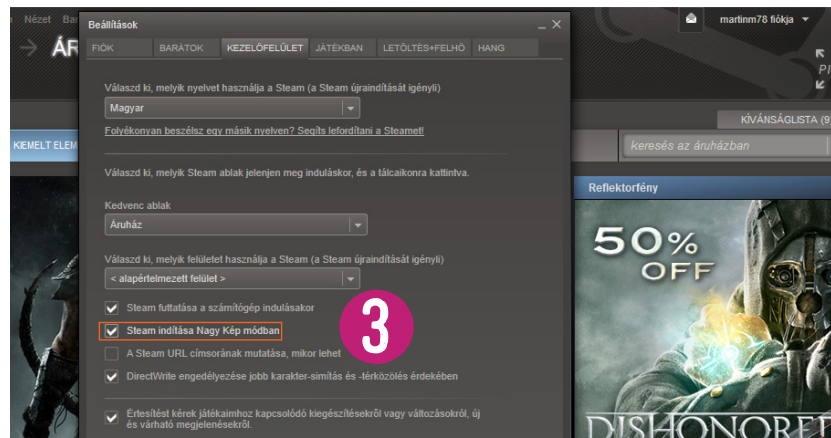 Nézet
martinm78 fiókja
Beállítások
FIÓK BARÁTOK KEZELŐFELÜLET JÁTÉKBAN LETÖLTÉS+FELHŐ HANG
Válaszd ki, melyik nyelvet használja a Steam (a Steam újraindítását igényli)
Magyar
Folyékonyan beszélsz egy másik nyelven? Segíts lefordítani a Steamet!
KÍVÁNSÁGLISTA (9
KIEMELT ELEM
keresés az áruházban
Válaszd ki, melyik Steam ablak jelenjen meg induláskor, és a tálcaikonra kattintva.
Reflektorfény
Kedvenc ablak
Áruház
50%
OFF
Válaszd ki, melyik felületet használja a Steam (a Steam újraindítását igényli)
< alapértelmezett felület >
Steam futtatása a számítógép indulásakor
Steam indítása Nagy Kép módban
3
A Steam URL címsorának mutatása, mikor lehet
DirectWrite engedélyezése jobb karakter-simítás és -térközölés érdekében
Értesítést kérek játékaimhoz kapcsolódó kiegészítésekről vagy változásokról, új
és várható megjelenésekről.
DISHONORED